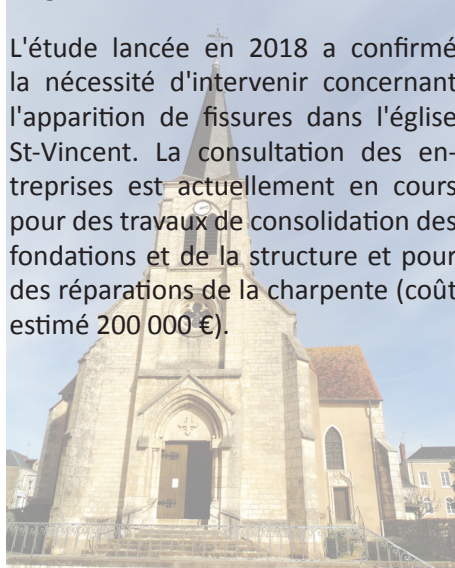 L'étude lancée en 2018 a confirmé
la nécessité d'intervenir concernant
l'apparition de fissures dans l'église
St-Vincent. La consultation des en-
treprises est actuellement en cours
pour des travaux de consolidation des
fondations et de la structure et pour
des réparations de la charpente (coût
estimé 200 000 €).